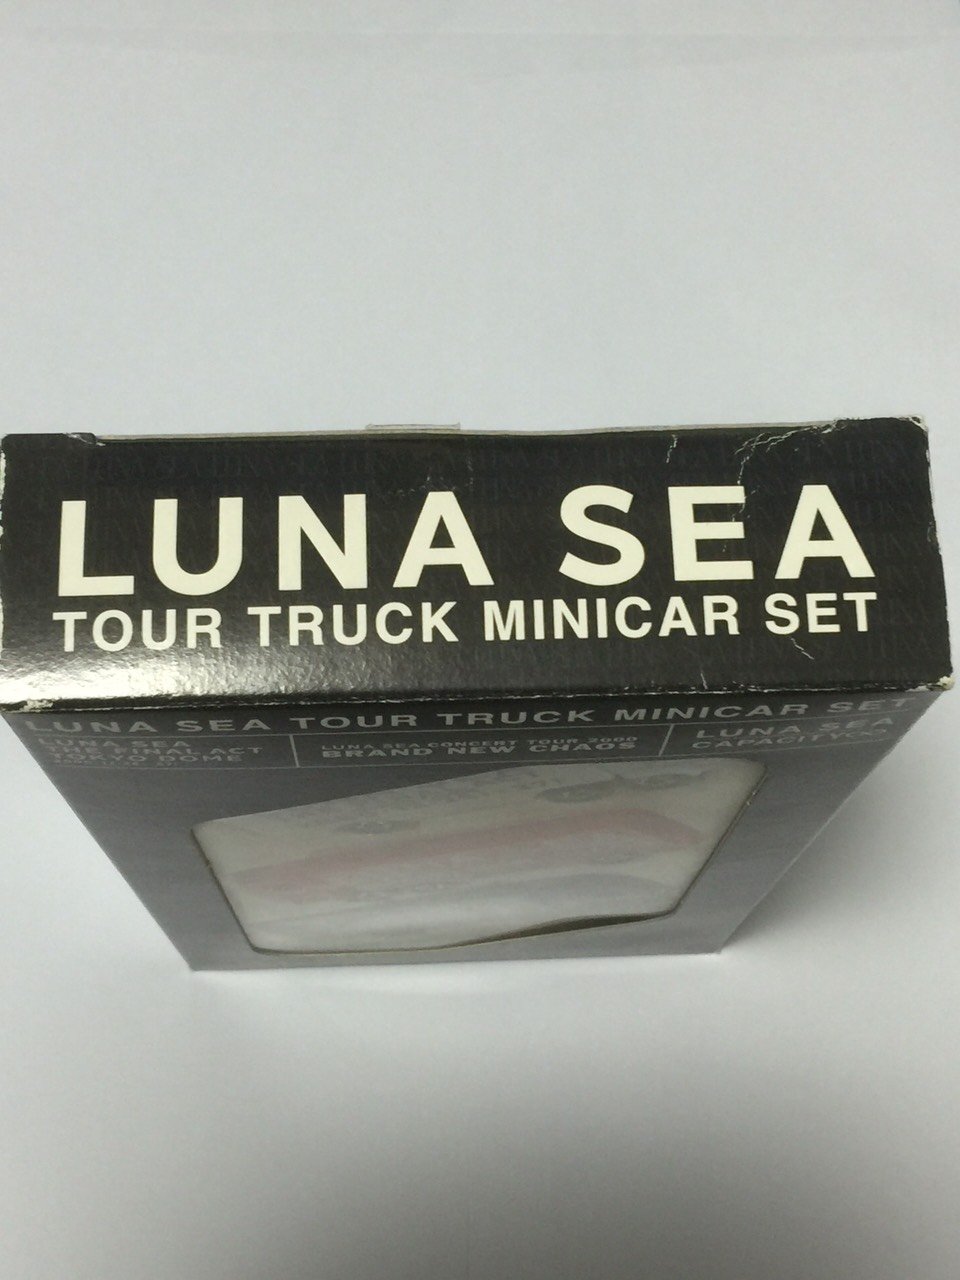 LUNA SEA
TOUR TRUCK MINICAR SET
LUNA SEA TOUR TRUCK MINICAR SET
LUNA SEA
FINAL ACT
TOKYO DOME
LUNA SEA CONCERT TOUR 2000
BRAND NEW CHAOS
LUNA SEA
CAPACITY∞